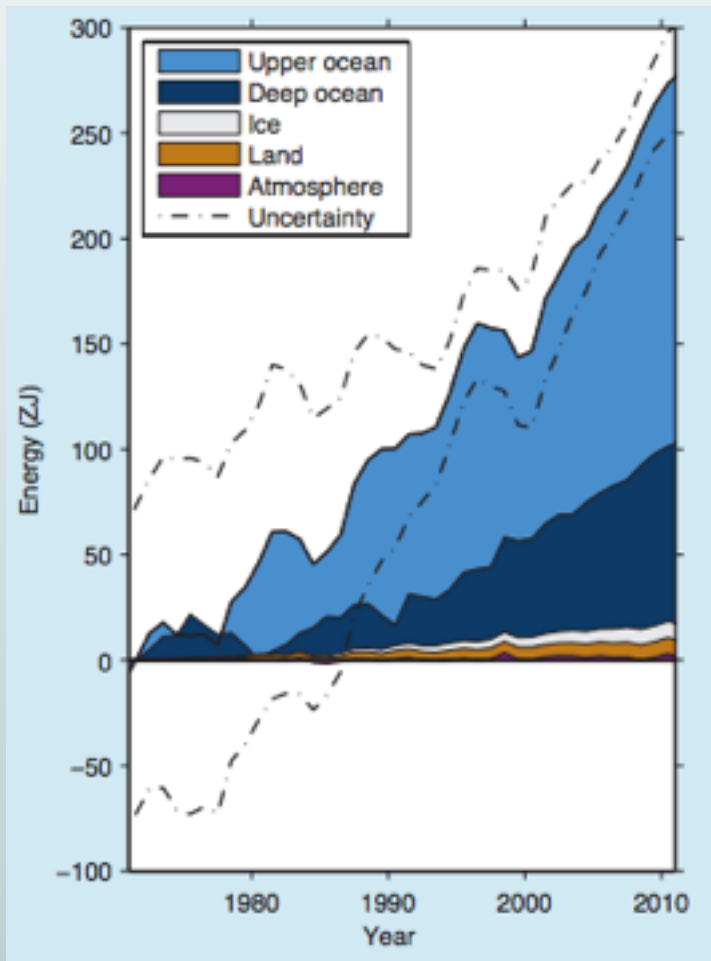 300
250
200
150
100
50
0
−50
−100
Energy (ZJ)
Upper ocean
Deep ocean
Ice
Land
Atmosphere
Uncertainty
1980
1990
2000
2010
Year